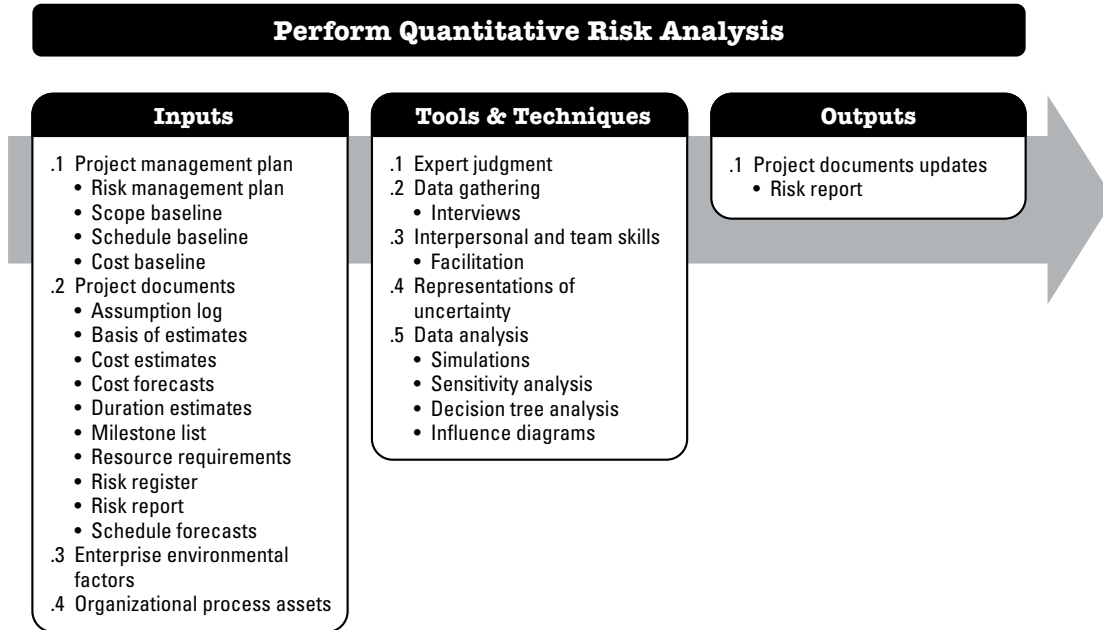 Perform Quantitative Risk Analysis
Inputs
.1 Project management plan
• Risk management plan
• Scope baseline
• Schedule baseline
• Cost baseline
.2 Project documents
• Assumption log
• Basis of estimates
• Cost estimates
• Cost forecasts
• Duration estimates
• Milestone list
• Resource requirements
• Risk register
• Risk report
• Schedule forecasts
.3 Enterprise environmental
factors
.4 Organizational process assets
Tools & Techniques
.1 Expert judgment
.2 Data gathering
• Interviews
.3 Interpersonal and team skills
• Facilitation
.4 Representations of
uncertainty
.5 Data analysis
• Simulations
• Sensitivity analysis
• Decision tree analysis
• Influence diagrams
Outputs
.1 Project documents updates
• Risk report